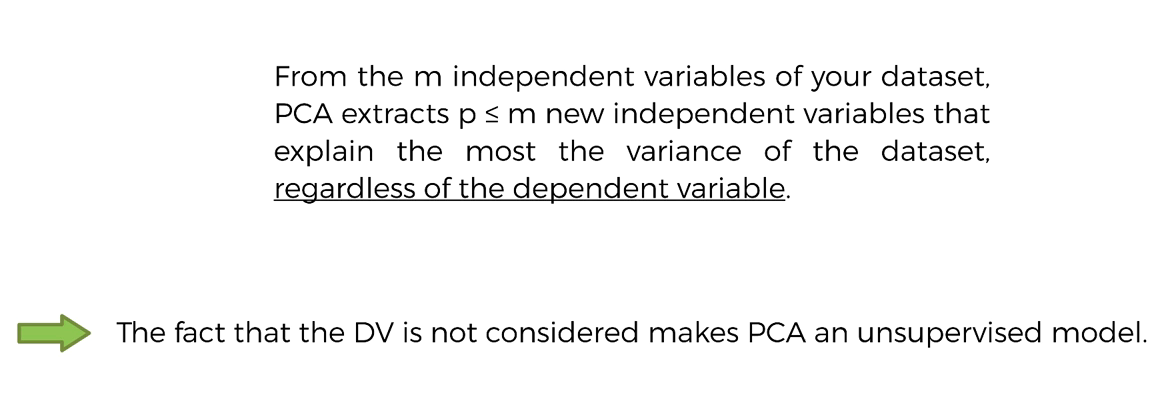 From the m independent variables of your dataset,
PCA extracts p ≤ m new independent variables that
explain the most the variance of the dataset,
regardless of the dependent variable.
The fact that the DV is not considered makes PCA an unsupervised model.